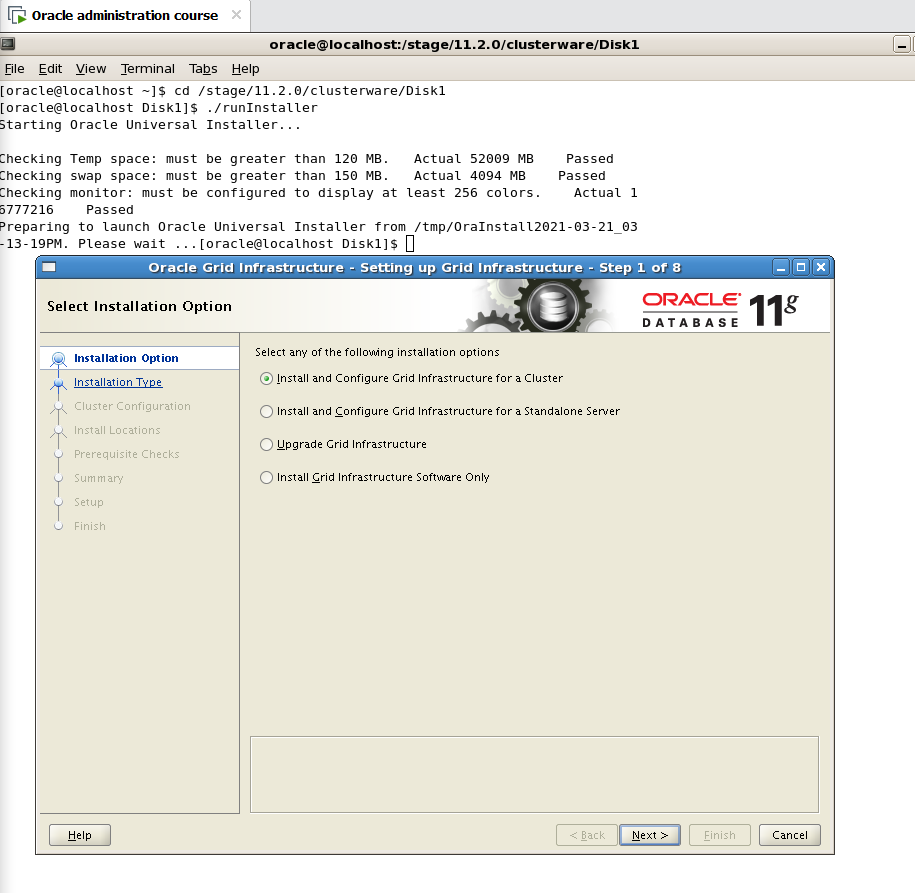 Oracle administration course
oracle@localhost:/stage/11.2.0/clusterware/Disk1
File Edit View Terminal Tabs Help
[oracle@localhost ~]$ cd /stage/11.2.0/clusterware/Disk1
[oracle@localhost Disk1]$ ./runInstaller
Starting Oracle Universal Installer...
Checking Temp space: must be greater than 120 MB.   Actual 52009 MB    Passed
Checking swap space: must be greater than 150 MB.   Actual 4094 MB    Passed
Checking monitor: must be configured to display at least 256 colors.    Actual 1
6777216    Passed
Preparing to launch Oracle Universal Installer from /tmp/OraInstall2021-03-21_03
-13-19PM. Please wait ...[oracle@localhost Disk1]$
Oracle Grid Infrastructure - Setting up Grid Infrastructure - Step 1 of 8
Select Installation Option
ORACLE
DATABASE
11g
Installation Option
Installation Type
Cluster Configuration
Install Locations
Prerequisite Checks
Summary
Setup
Finish
Select any of the following installation options
Install and Configure Grid Infrastructure for a Cluster
Install and Configure Grid Infrastructure for a Standalone Server
Upgrade Grid Infrastructure
Install Grid Infrastructure Software Only
Help
< Back
Next >
Finish
Cancel